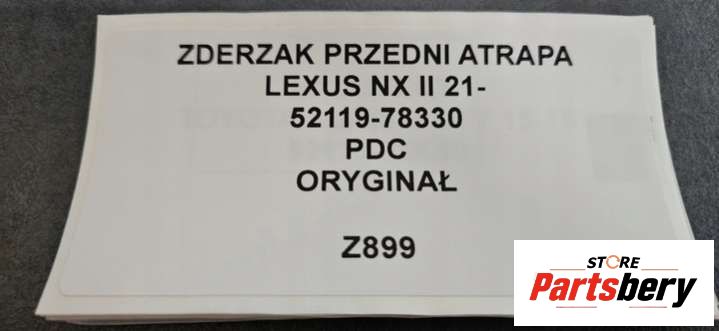 ZDERZAK PRZEDNI ATRAPA
LEXUS NX II 21-
52119-78330
PDC
ORYGINAŁ
Z899
STORE
Partsbery